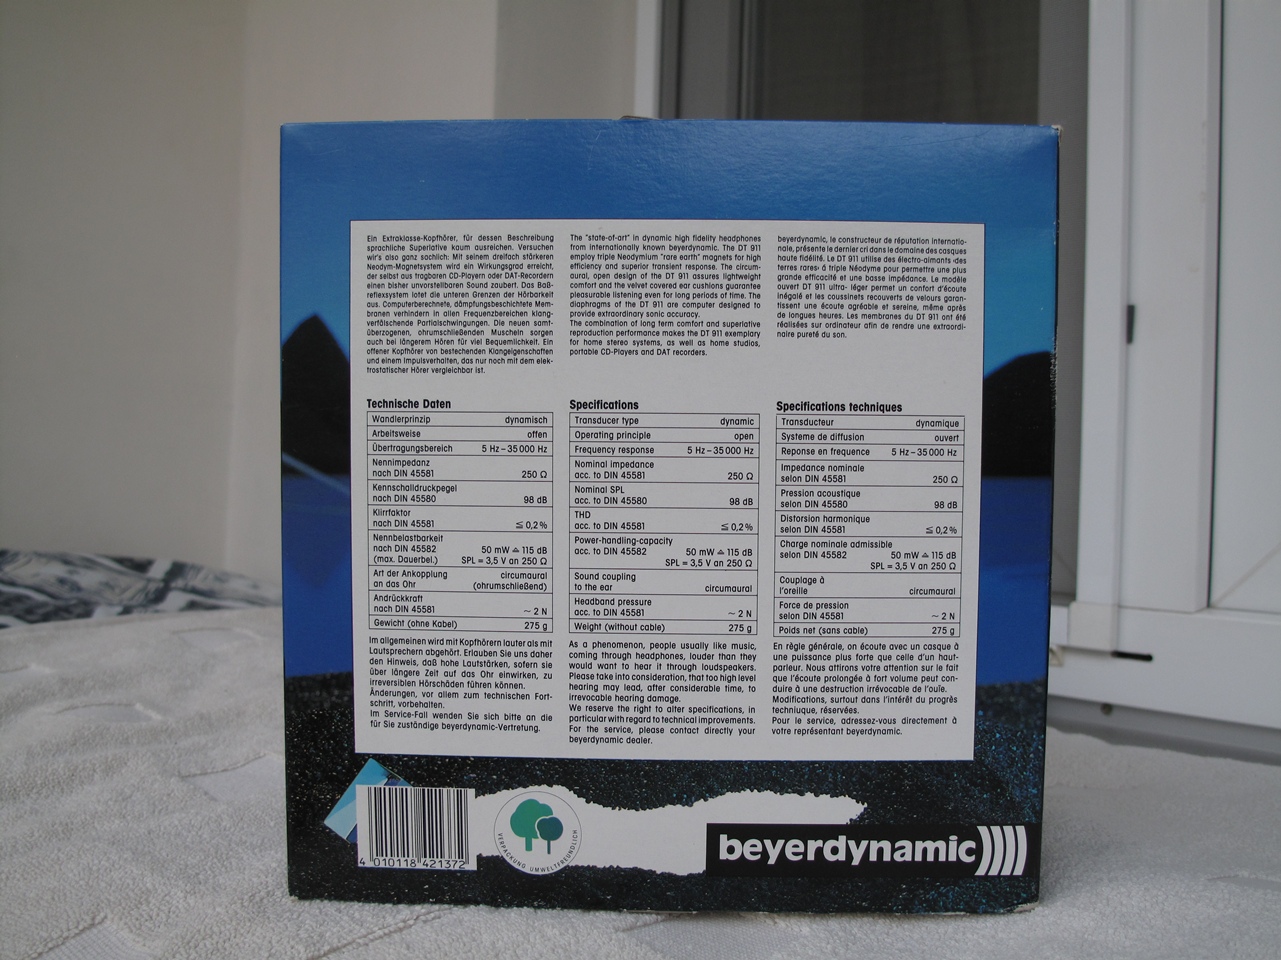 Ein Extraklasse-Kopfhörer, für dessen Beschreibung
sprachliche Superlative kaum ausreichen. Versuchen
wir's also ganz sachlich: Mit seinem dreifach stärkeren
Neodym-Magnetsystem wird ein Wirkungsgrad erreicht,
der selbst aus tragbaren CD-Playern oder DAT-Recordern
einen bisher unvorstellbaren Sound zaubert. Das Baß-
reflexsystem lotet die unteren Grenzen der Hörbarkeit
aus. Computerberechnete, dämpfungsbeschichtete Mem-
branen verhindern in allen Frequenzbereichen klang-
verfälschende Partialschwingungen. Die neuen samt-
überzogenen, ohrumschließenden Muscheln sorgen
auch bei langerem Hören für viel Bequemlichkeit. Ein
offener Kopfhörer von bestechenden Klangeigenschaften
und einem Impulsverhalten, das nur noch mit dem elek-
trostatischer Hörer vergleichbar ist.
The "state-of-art" in dynamic high fidelity headphones
from internationally known beyerdynamic. The DT 911
employ triple Neodymium "rare earth" magnets for high
efficiency and superior transient response. The circum-
aural, open design of the DT 911 assures lightweight
comfort and the velvet covered ear cushions guarantee
pleasurable listening even for long periods of time. The
diaphragms of the DT 911 are computer designed to
provide extraordinary sonic accuracy.
The combination of long term comfort and superlative
reproduction performance makes the DT 911 exemplary
for home stereo systems, as well as home studios,
portable CD-Players and DAT recorders.
beyerdynamic, le constructeur de réputation internatio-
nale, présente le dernier cri dans le domaine des casques
haute fidélité. Le DT 911 utilise des électro-aimants «des
terres rares» à triple Néodyme pour permettre une plus
grande efficacité et une basse impédance. Le modèle
ouvert DT 911 ultra- léger permet un confort d'écoute
inégalé et les coussinets recouverts de velours garan-
tissent une écoute agréable et sereine, même après
de longues heures. Les membranes du DT 911 ont été
réalisées sur ordinateur afin de rendre une extraordi-
naire pureté du son.
Technische Daten
Wandlerprinzip dynamisch
Arbeitsweise offen
Übertragungsbereich 5 Hz – 35 000 Hz
Nennimpedanz
nach DIN 45581 250 Ω
Kennschalldruckpegel
nach DIN 45580 98 dB
Klirrfaktor
nach DIN 45581 ≦ 0,2%
Nennbelastbarkeit
nach DIN 45582 50 mW ≙ 115 dB
(max. Dauerbel.) SPL = 3,5 V an 250 Ω
Art der Ankopplung circumaural
an das Ohr (ohrumschließend)
Andrückkraft
nach DIN 45581 ~ 2 N
Gewicht (ohne Kabel) 275 g
Specifications
Transducer type dynamic
Operating principle open
Frequency response 5 Hz – 35 000 Hz
Nominal impedance
acc. to DIN 45581 250 Ω
Nominal SPL
acc. to DIN 45580 98 dB
THD
acc. to DIN 45581 ≦ 0,2%
Power-handling-capacity
acc. to DIN 45582 50 mW ≙ 115 dB
SPL = 3,5 V an 250 Ω
Sound coupling
to the ear circumaural
Headband pressure
acc. to DIN 45581 ~ 2 N
Weight (without cable) 275 g
Specifications techniques
Transducteur dynamique
Systeme de diffusion ouvert
Reponse en frequence 5 Hz – 35 000 Hz
Impedance nominale
selon DIN 45581 250 Ω
Pression acoustique
selon DIN 45580 98 dB
Distorsion harmonique
selon DIN 45581 ≦ 0,2%
Charge nominale admissible
selon DIN 45582 50 mW ≙ 115 dB
SPL = 3,5 V an 250 Ω
Couplage à
l'oreille circumaural
Force de pression
selon DIN 45581 ~ 2 N
Poids net (sans cable) 275 g
Im allgemeinen wird mit Kopfhörern lauter als mit
Lautsprechern abgehört. Erlauben Sie uns daher
den Hinweis, daß hohe Lautstärken, sofern sie
über längere Zeit auf das Ohr einwirken, zu
irreversiblen Hörschäden führen können.
Änderungen, vor allem zum technischen Fort-
schritt, vorbehalten.
Im Service-Fall wenden Sie sich bitte an die
für Sie zuständige beyerdynamic-Vertretung.
As a phenomenon, people usually like music,
coming through headphones, louder than they
would want to hear it through loudspeakers.
Please take into consideration, that too high level
hearing may lead, after considerable time, to
irrevocable hearing damage.
We reserve the right to alter specifications, in
particular with regard to technical improvements.
For the service, please contact directly your
beyerdynamic dealer.
En règle générale, on écoute avec un casque à
une puissance plus forte que celle d'un haut-
parleur. Nous attirons votre attention sur le fait
que l'écoute prolongée à fort volume peut con-
duire à une destruction irrévocable de l'ouïe.
Modifications, surtout dans l'intérêt du progrès
technique, réservées.
Pour le service, adressez-vous directement à
votre représentant beyerdynamic.
4 010118 421372
VERPACKUNG UMWELTFREUNDLICH
beyerdynamic